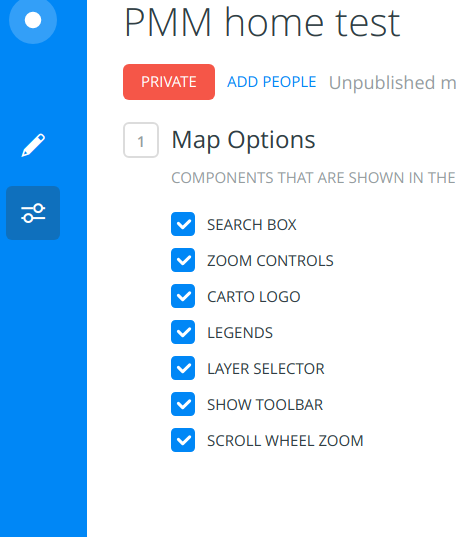 PMM home test
PRIVATE ADD PEOPLE Unpublished m
1 Map Options
COMPONENTS THAT ARE SHOWN IN THE
SEARCH BOX
ZOOM CONTROLS
CARTO LOGO
LEGENDS
LAYER SELECTOR
SHOW TOOLBAR
SCROLL WHEEL ZOOM